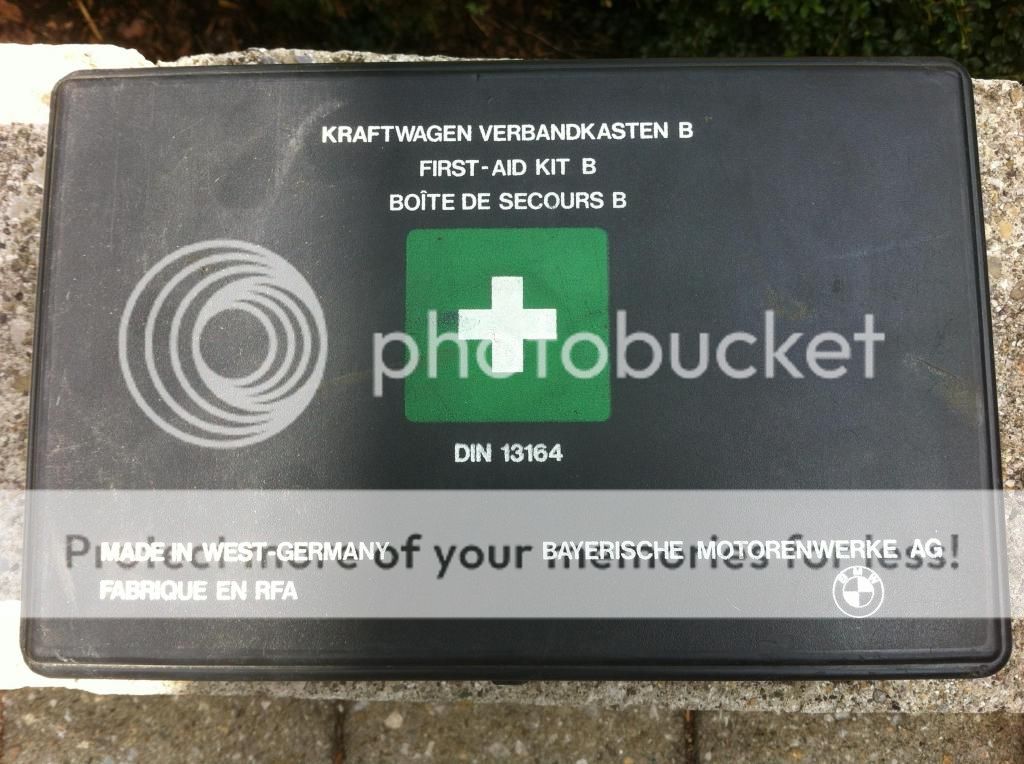 KRAFTWAGEN VERBANDKASTEN B
FIRST-AID KIT B
BOÎTE DE SECOURS B
photobucket
DIN 13164
Protect more of your memories for less!
MADE IN WEST-GERMANY
BAYERISCHE MOTORENWERKE AG
FABRIQUE EN RFA
BMW